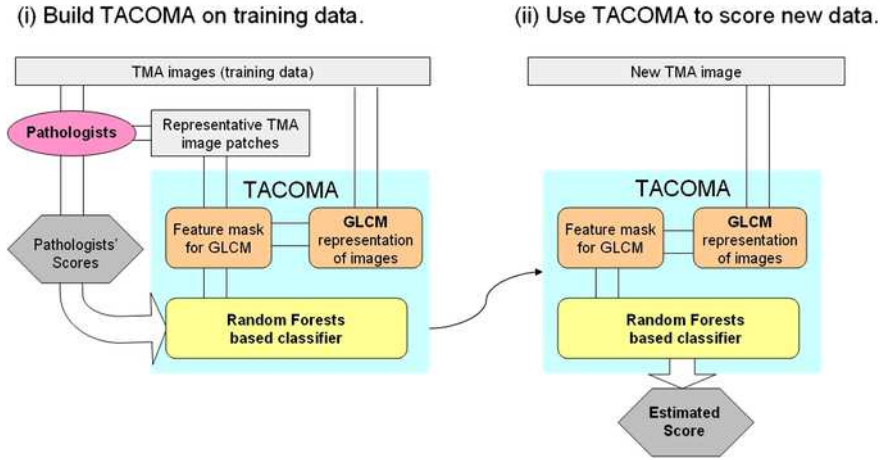 (i) Build TACOMA on training data.
TMA images (training data)
Pathologists
Representative TMA
image patches
TACOMA
Feature mask
for GLCM
GLCM
representation
of images
Pathologists'
Scores
Random Forests
based classifier
(ii) Use TACOMA to score new data.
New TMA image
TACOMA
Feature mask
for GLCM
GLCM
representation
of images
Random Forests
based classifier
Estimated
Score